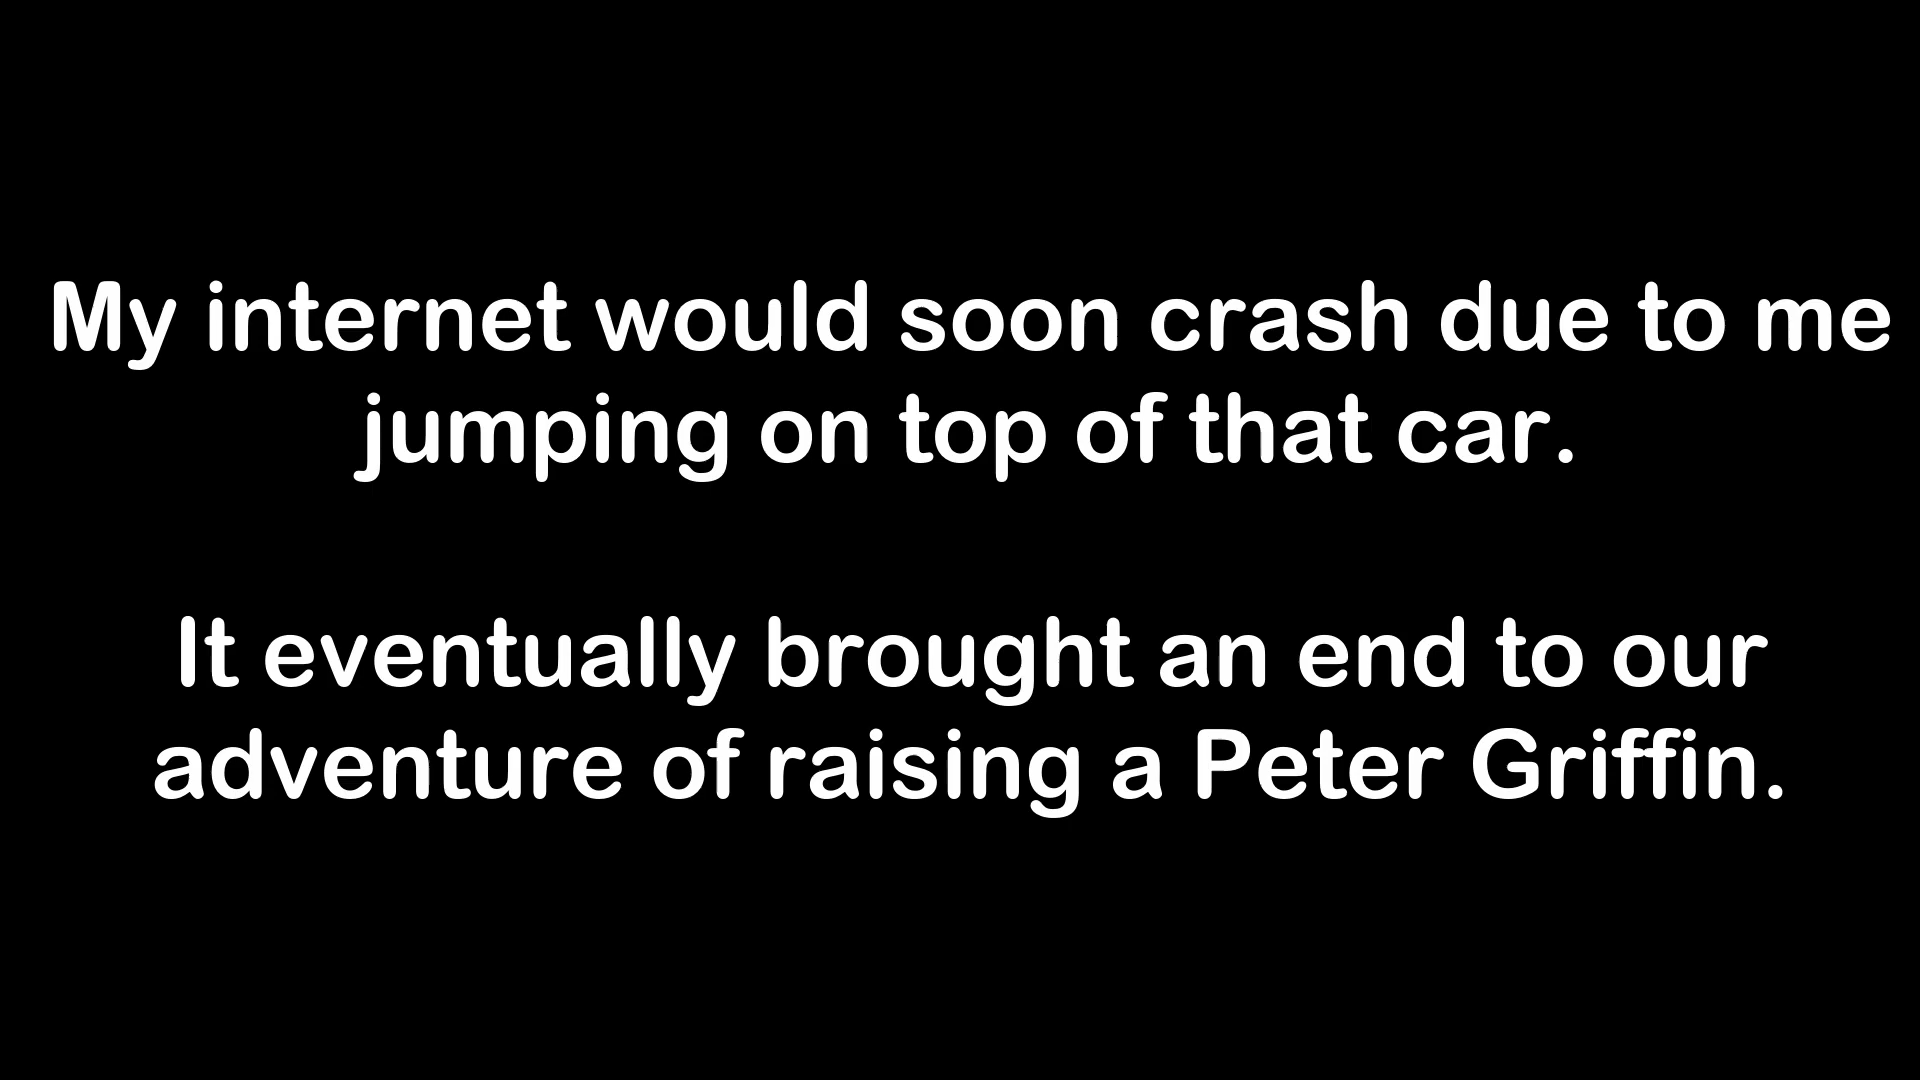 My internet would soon crash due to me
jumping on top of that car.
It eventually brought an end to our
adventure of raising a Peter Griffin.